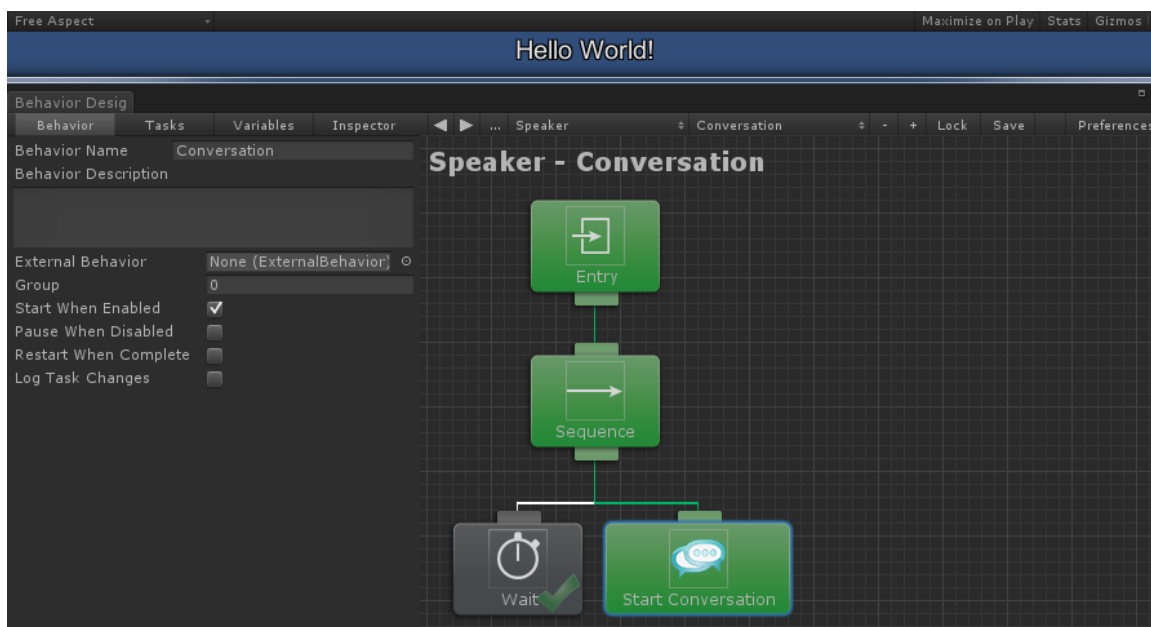 Free Aspect
Maximize on Play Stats Gizmos
Hello World!
Behavior Desig
Behavior Tasks Variables Inspector
... Speaker Conversation - + Lock Save Preferences
Behavior Name Conversation
Behavior Description
External Behavior None (ExternalBehavior)
Group 0
Start When Enabled
Pause When Disabled
Restart When Complete
Log Task Changes
Speaker - Conversation
Entry
Sequence
Wait
Start Conversation